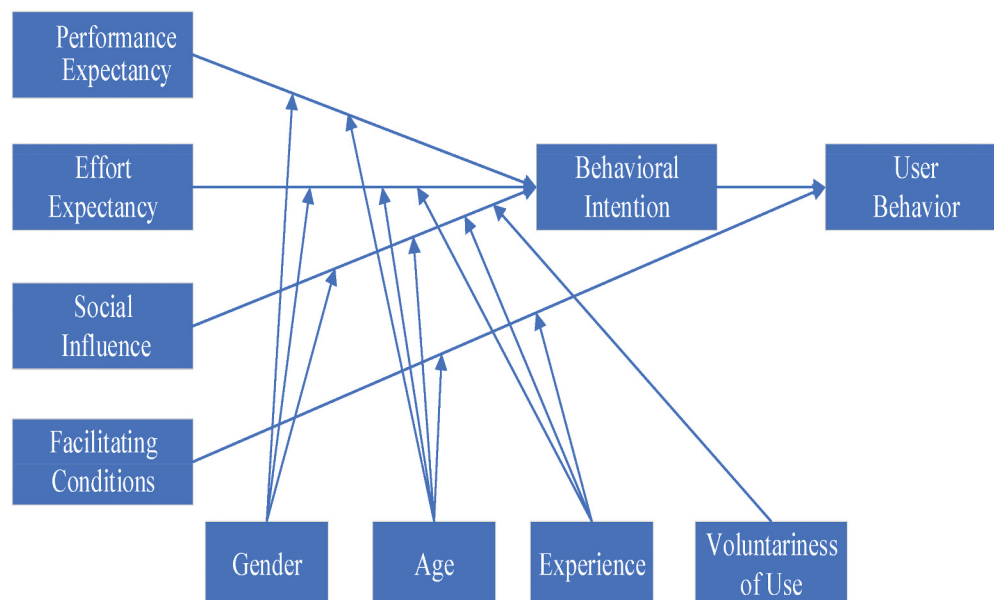 Performance
Expectancy
Effort
Expectancy
Behavioral
Intention
User
Behavior
Social
Influence
Facilitating
Conditions
Gender
Age
Experience
Voluntariness
of Use